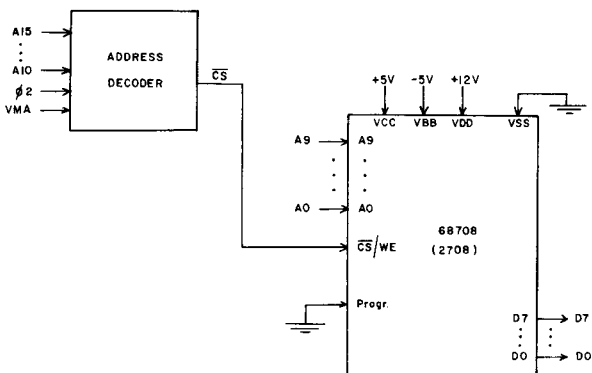 A15
ADDRESS
DECODER
A10
ϕ2
VMA
CS
+5V
-5V
+12V
VCC
VBB
VDD
VSS
A9
A9
A0
A0
68708
(2708)
CS/WE
Progr.
D7
D7
D0
D0